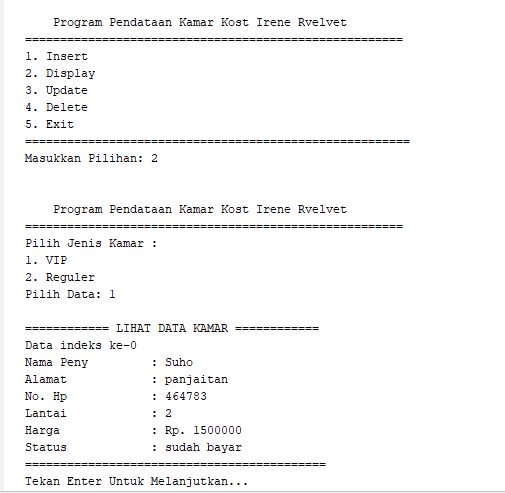 Program Pendataan Kamar Kost Irene Rvelvet
======================================================
1. Insert
2. Display
3. Update
4. Delete
5. Exit
=======================================================
Masukkan Pilihan: 2
Program Pendataan Kamar Kost Irene Rvelvet
======================================================
Pilih Jenis Kamar :
1. VIP
2. Reguler
Pilih Data: 1
============ LIHAT DATA KAMAR ============
Data indeks ke-0
Nama Peny         : Suho
Alamat            : panjaitan
No. Hp            : 464783
Lantai            : 2
Harga             : Rp. 1500000
Status            : sudah bayar
===========================================
Tekan Enter Untuk Melanjutkan...